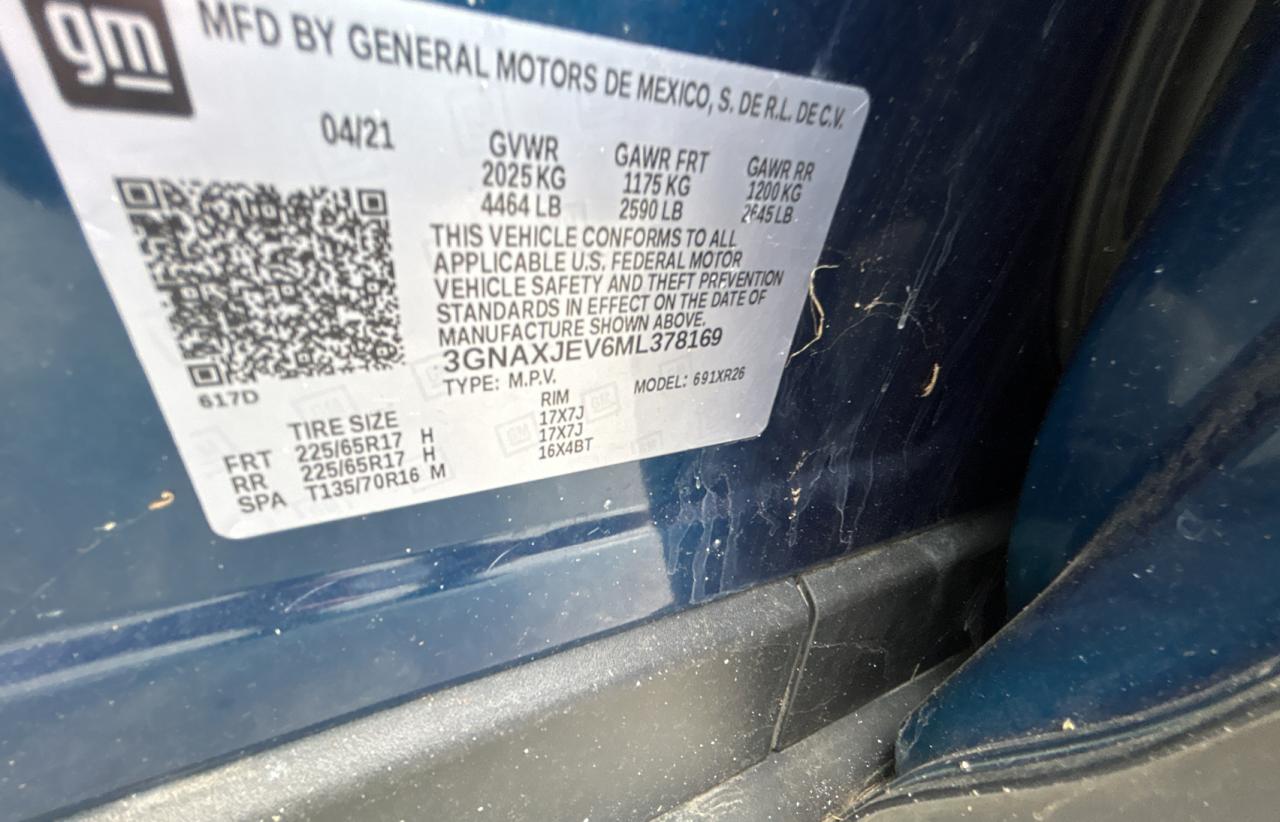 gm
MFD BY GENERAL MOTORS DE MEXICO, S. DE R.L. DE C.V.
04/21
GVWR GAWR FRT GAWR RR
2025 KG 1175 KG 1200 KG
4464 LB 2590 LB 2645 LB
THIS VEHICLE CONFORMS TO ALL
APPLICABLE U.S. FEDERAL MOTOR
VEHICLE SAFETY AND THEFT PREVENTION
STANDARDS IN EFFECT ON THE DATE OF
MANUFACTURE SHOWN ABOVE.
3GNAXJEV6ML378169
TYPE: M.P.V. MODEL: 691XR26
617D
TIRE SIZE RIM
FRT 225/65R17 H 17X7J
RR 225/65R17 H 17X7J
SPA T135/70R16 M 16X4BT